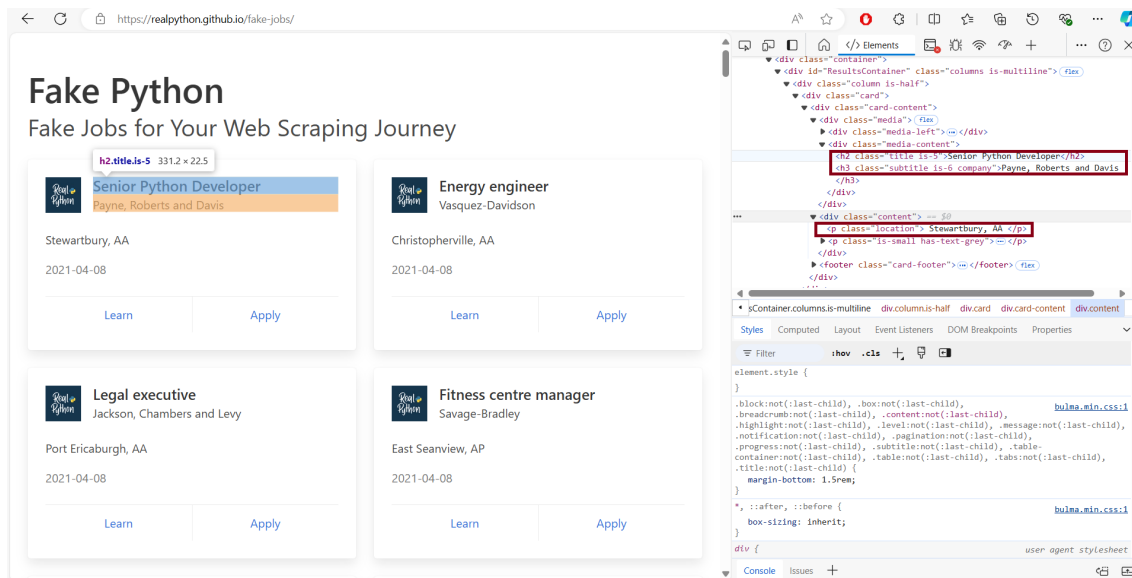 https://realpython.github.io/fake-jobs/
Fake Python
Fake Jobs for Your Web Scraping Journey
h2.title.is-5 331.2 × 22.5
Real Python
Senior Python Developer
Payne, Roberts and Davis
Stewartbury, AA
2021-04-08
Learn Apply
Real Python
Energy engineer
Vasquez-Davidson
Christopherville, AA
2021-04-08
Learn Apply
Real Python
Legal executive
Jackson, Chambers and Levy
Port Ericaburgh, AA
2021-04-08
Learn Apply
Real Python
Fitness centre manager
Savage-Bradley
East Seanview, AP
2021-04-08
Learn Apply
</> Elements
<div class="container">
<div id="ResultsContainer" class="columns is-multiline"> flex
<div class="column is-half">
<div class="card">
<div class="card-content">
<div class="media"> flex
<div class="media-left"> … </div>
<div class="media-content">
<h2 class="title is-5">Senior Python Developer</h2>
<h3 class="subtitle is-6 company">Payne, Roberts and Davis
</h3>
</div>
</div>
<div class="content"> == $0
<p class="location"> Stewartbury, AA </p>
<p class="is-small has-text-grey"> … </p>
</div>
<footer class="card-footer"> … </footer> flex
</div>
sContainer.columns.is-multiline div.column.is-half div.card div.card-content div.content
Styles Computed Layout Event Listeners DOM Breakpoints Properties
Filter :hov .cls
element.style {
}
.block:not(:last-child), .box:not(:last-child), bulma.min.css:1
.breadcrumb:not(:last-child), .content:not(:last-child),
.highlight:not(:last-child), .level:not(:last-child), .message:not(:last-child),
.notification:not(:last-child), .pagination:not(:last-child),
.progress:not(:last-child), .subtitle:not(:last-child), .table-
container:not(:last-child), .table:not(:last-child), .tabs:not(:last-child),
.title:not(:last-child) {
margin-bottom: 1.5rem;
}
*, ::after, ::before { bulma.min.css:1
box-sizing: inherit;
}
div { user agent stylesheet
Console Issues